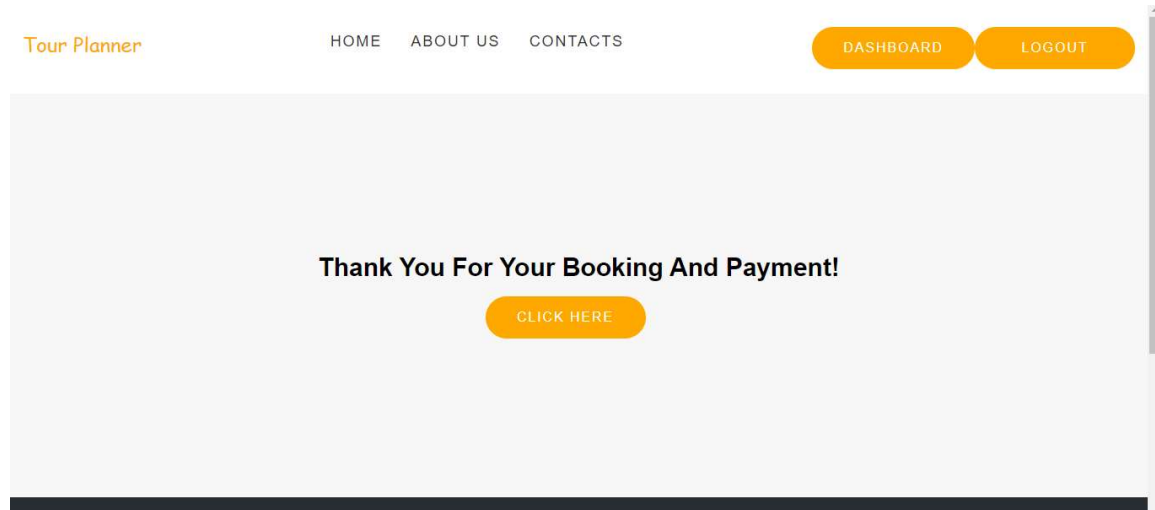 Tour Planner HOME ABOUT US CONTACTS DASHBOARD LOGOUT
Thank You For Your Booking And Payment!
CLICK HERE